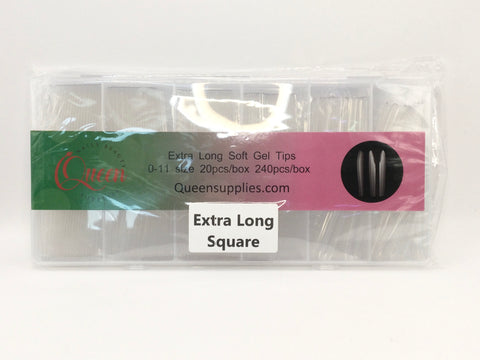 Queen
Extra Long Soft Gel Tips
0-11 size 20pcs/box 240pcs/box
Queensupplies.com
Extra Long
Square